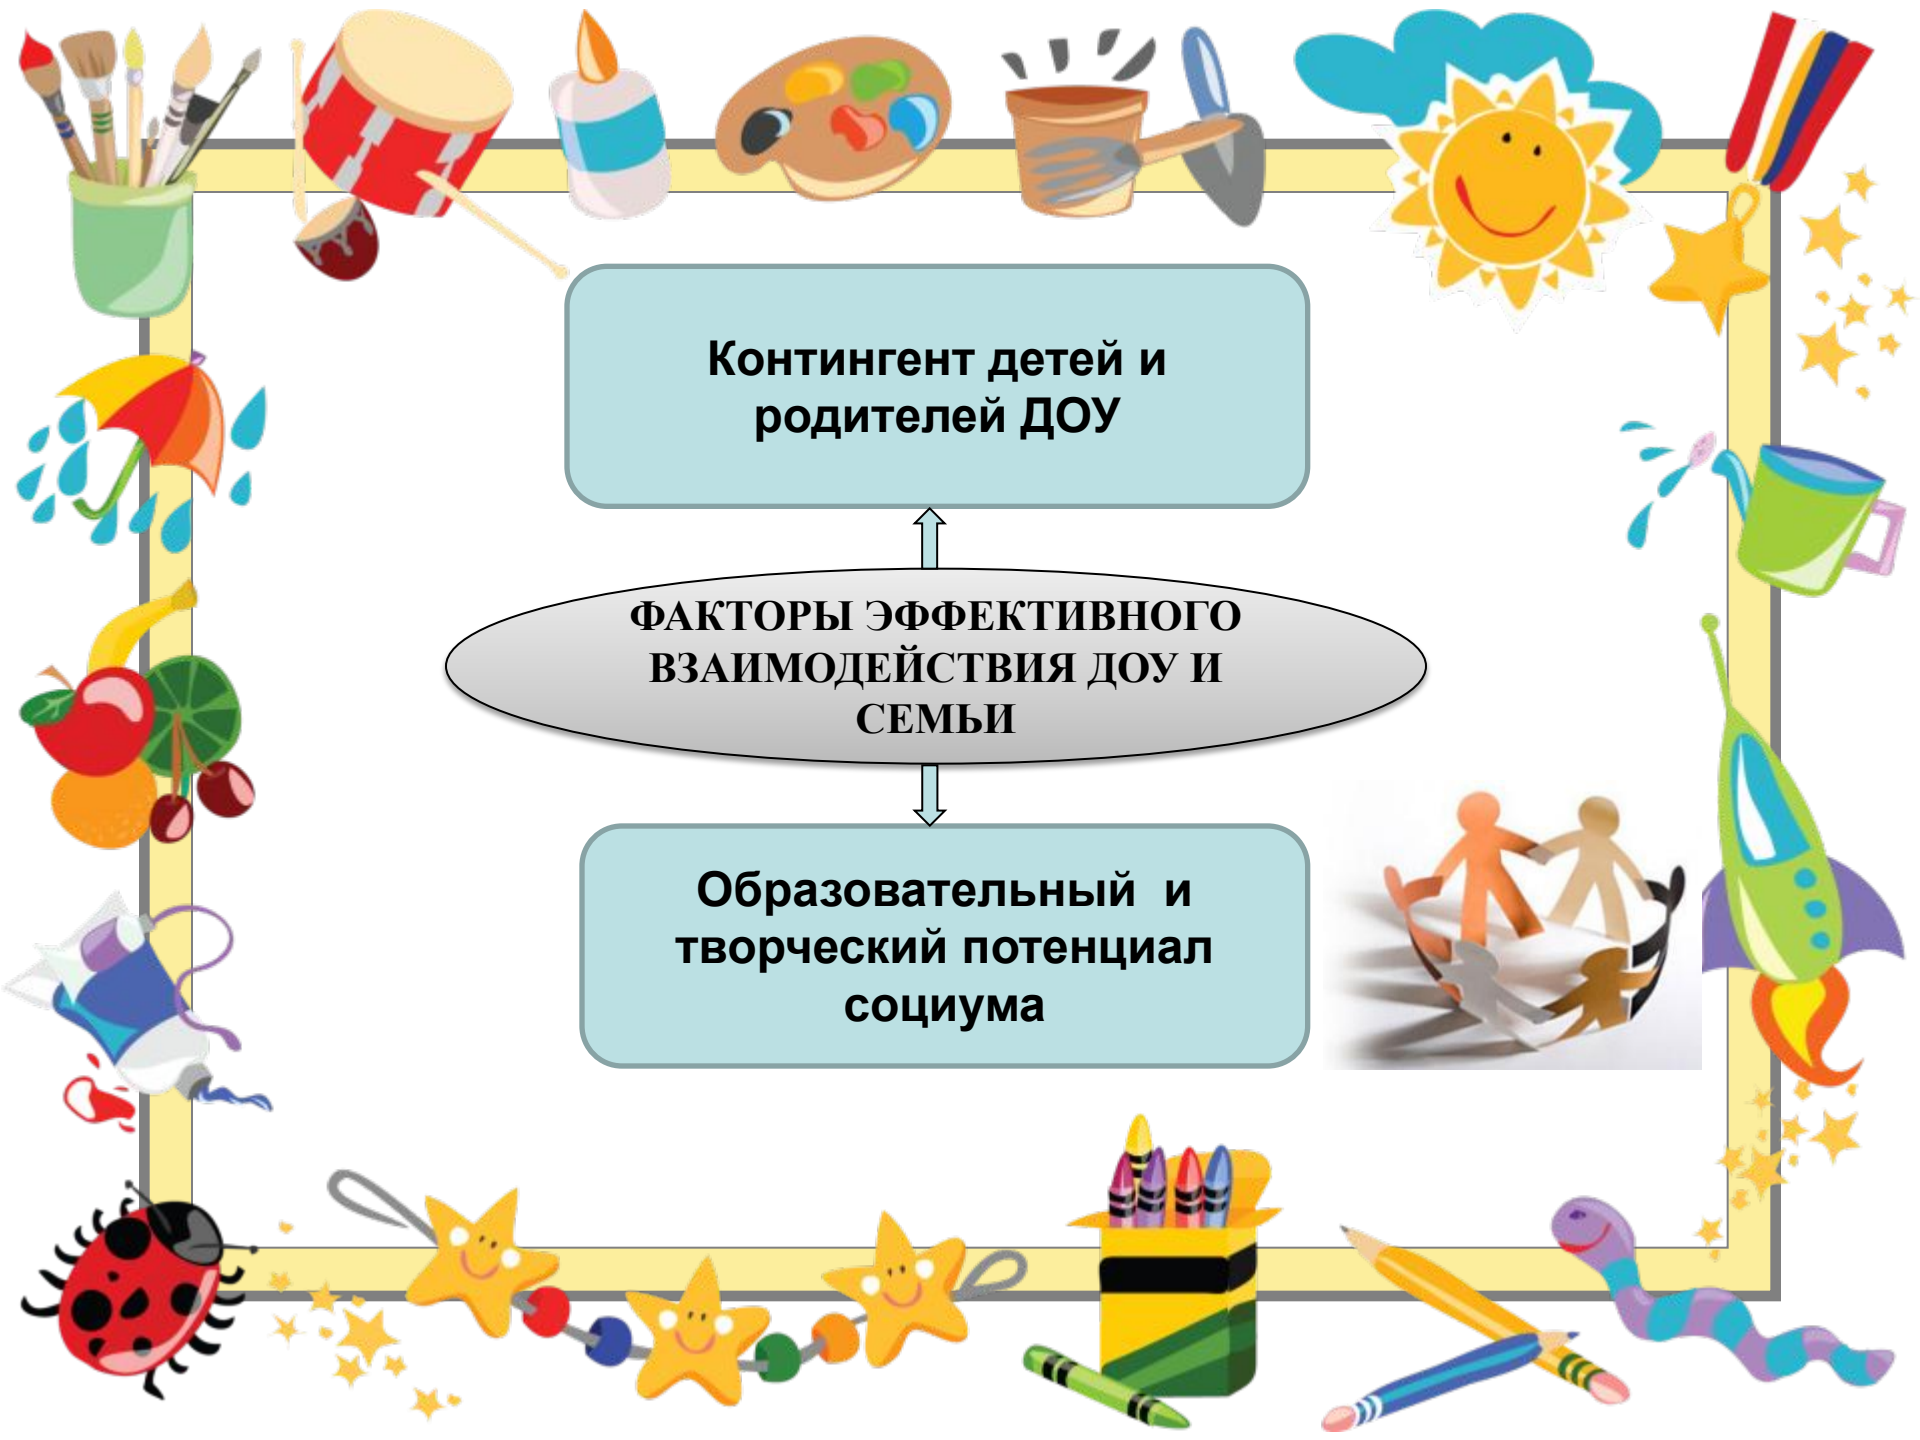 Контингент детей и
родителей ДОУ
ФАКТОРЫ ЭФФЕКТИВНОГО
ВЗАИМОДЕЙСТВИЯ ДОУ И
СЕМЬИ
Образовательный  и
творческий потенциал
социума